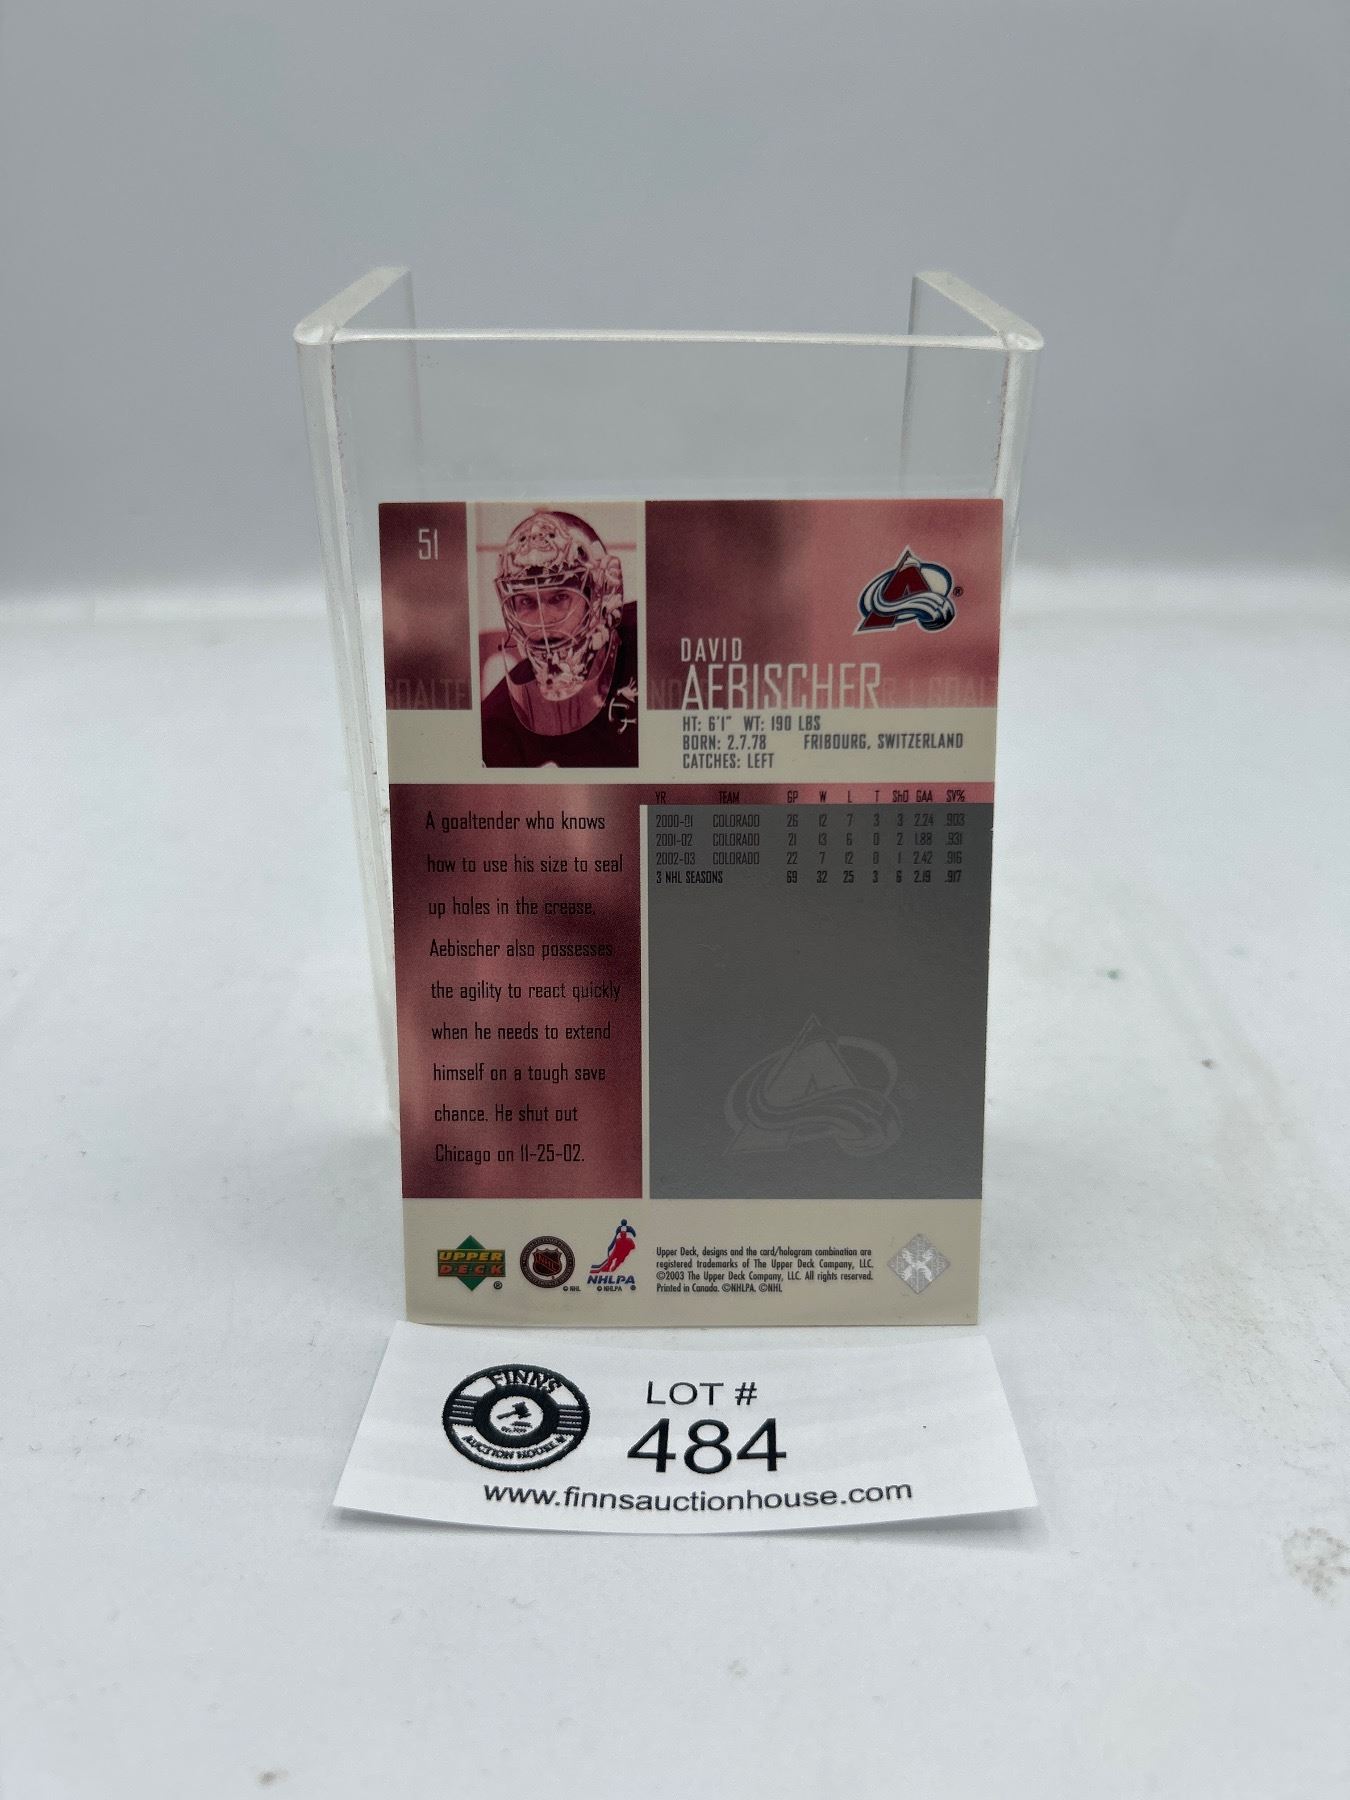 51
DAVID
AEBISCHER
HT: 6'1" WT: 190 LBS
BORN: 2.7.78 FRIBOURG, SWITZERLAND
CATCHES: LEFT
YR TEAM GP W L T ShO GAA SV%
2000-01 COLORADO 26 12 7 3 3 2.24 .903
2001-02 COLORADO 21 13 6 0 2 1.88 .931
2002-03 COLORADO 22 7 12 0 1 2.42 .916
3 NHL SEASONS 69 32 25 3 6 2.19 .917
A goaltender who knows
how to use his size to seal
up holes in the crease,
Aebischer also possesses
the agility to react quickly
when he needs to extend
himself on a tough save
chance. He shut out
Chicago on 11-25-02.
UPPER
DECK ®
NHL
© NHL
NHLPA
© NHLPA ®
Upper Deck, designs and the card/hologram combination are
registered trademarks of The Upper Deck Company, LLC.
©2003 The Upper Deck Company, LLC. All rights reserved.
Printed in Canada. ©NHLPA. ©NHL
FINNS
AUCTION HOUSE
LOT #
484
www.finnsauctionhouse.com